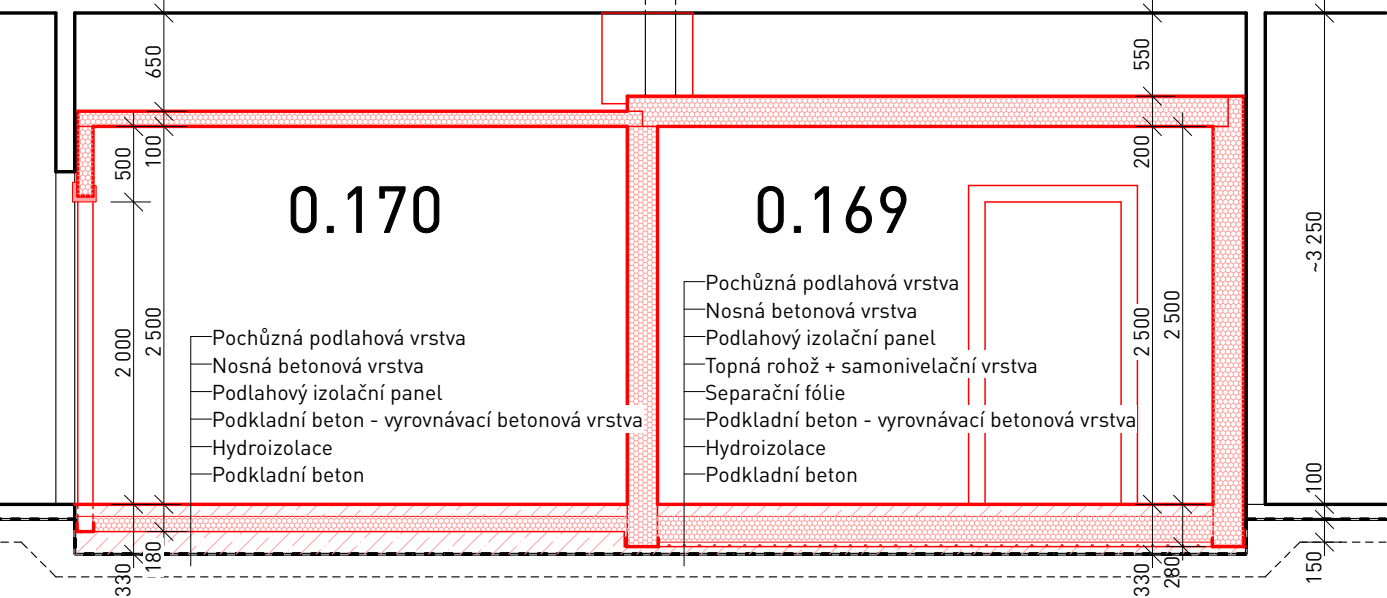 650
550
500
100
200
0.170
0.169
~3 250
Pochůzná podlahová vrstva
Nosná betonová vrstva
Podlahový izolační panel
Topná rohož + samonivelační vrstva
Separační fólie
Podkladní beton - vyrovnávací betonová vrstva
Hydroizolace
Podkladní beton
2 500
2 500
Pochůzná podlahová vrstva
Nosná betonová vrstva
Podlahový izolační panel
Podkladní beton - vyrovnávací betonová vrstva
Hydroizolace
Podkladní beton
2 000
2 500
100
330
180
330
280
150